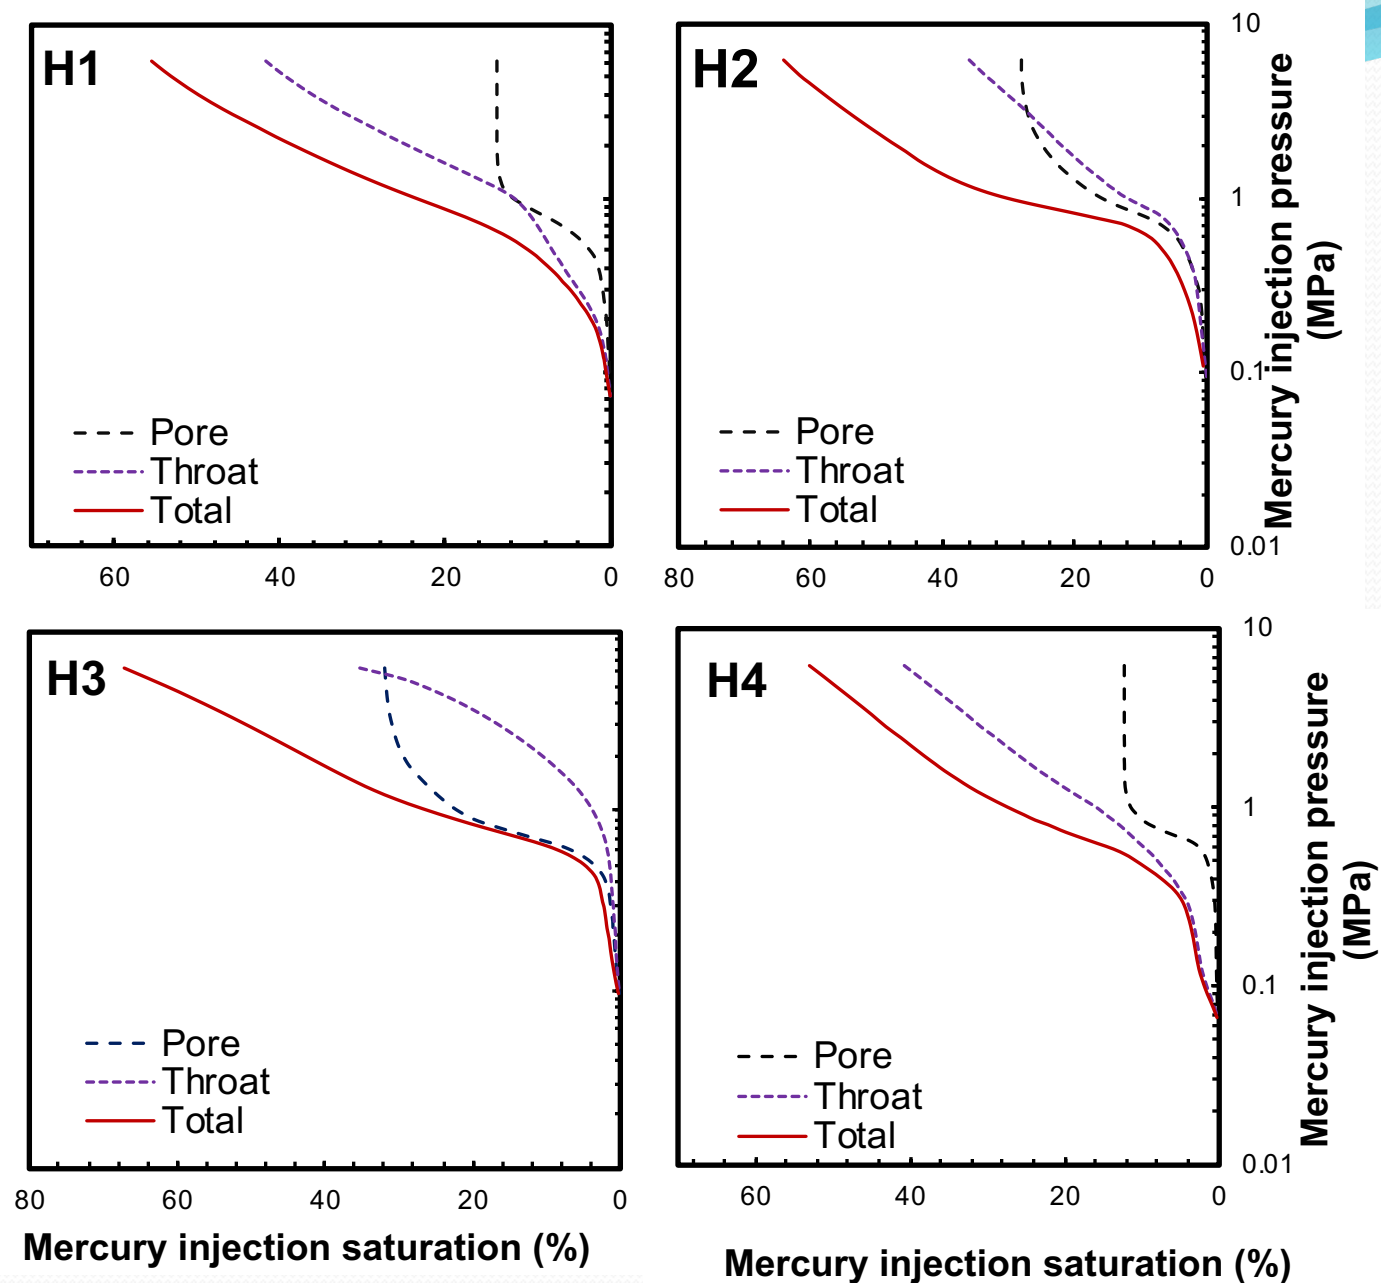 H1
Pore
Throat
Total
60 40 20 0
H2
Pore
Throat
Total
80 60 40 20 0
10
1
0.1
0.01
Mercury injection pressure
(MPa)
H3
Pore
Throat
Total
80 60 40 20 0
Mercury injection saturation (%)
H4
Pore
Throat
Total
60 40 20 0
10
1
0.1
0.01
Mercury injection pressure
(MPa)
Mercury injection saturation (%)